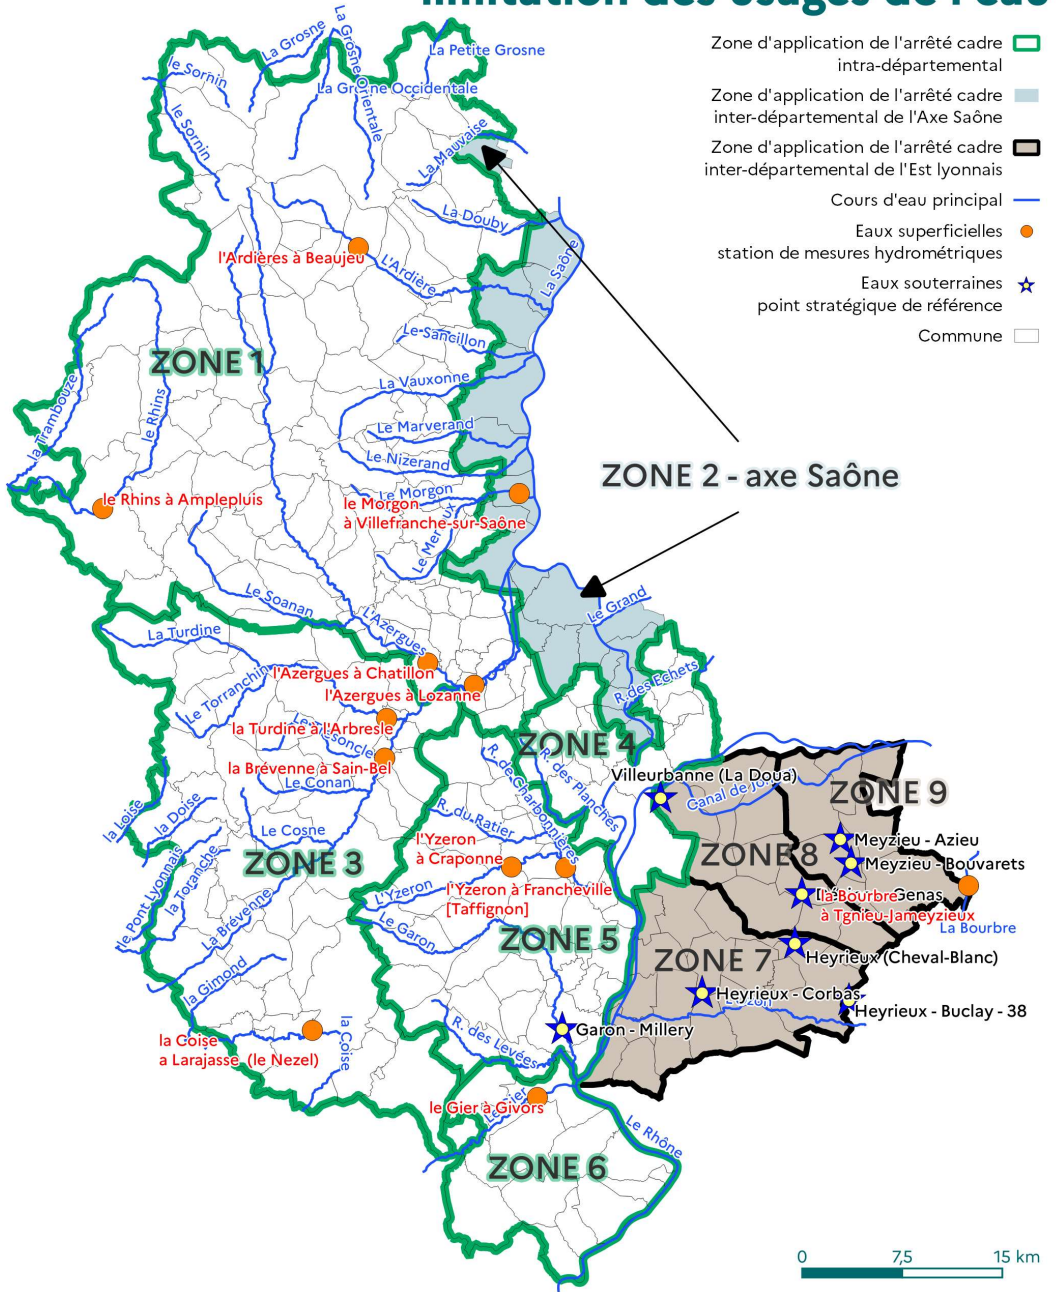 limitation des usages de l'eau
Zone d'application de l'arrêté cadre
intra-départemental
Zone d'application de l'arrêté cadre
inter-départemental de l'Axe Saône
Zone d'application de l'arrêté cadre
inter-départemental de l'Est lyonnais
Cours d'eau principal
Eaux superficielles
station de mesures hydrométriques
Eaux souterraines
point stratégique de référence
Commune
La Grosne
La Grosne Orientale
La Petite Grosne
le Sornin
La Grosne Occidentale
le Sornin
La Mauvaise
La Douby
l'Ardières à Beaujeu
L'Ardière
La Saône
Le Sancillon
ZONE 1
La Vauxonne
la Trambouze
le Rhins
Le Marverand
Le Nizerand
ZONE 2 - axe Saône
le Rhins à Amplepluis
Le Morgon
le Morgon
à Villefranche-sur-Saône
Le Merloux
Le Soanan
L'Azergues
Le Grand
La Turdine
l'Azergues à Chatillon
R. des Echets
Le Torranchin
l'Azergues à Lozanne
la Turdine à l'Arbresle
ZONE 4
la Brévenne à Sain-Bel
Le Conan
R. de Charbonnières
R. des Planches
Villeurbanne (La Doua)
Canal de Jon
ZONE 9
la Loise
la Doise
Le Cosne
R. du Ratier
l'Yzeron
à Craponne
Meyzieu - Azieu
ZONE 8
Meyzieu - Bouvarets
ZONE 3
le Pont Lyonnais
la Toranche
L'Yzeron
l'Yzeron à Francheville
[Taffignon]
Genas
la Bourbre
à Tgnieu-Jameyzieux
La Bourbre
La Brévenne
Le Garon
ZONE 5
ZONE 7
Heyrieux (Cheval-Blanc)
la Gimond
Heyrieux - Corbas
Heyrieux - Buclay - 38
la Coise
a Larajasse (le Nezel)
la Coise
R. des Levées
Garon - Millery
le Gier à Givors
Le Gier
Le Rhône
ZONE 6
0 7,5 15 km